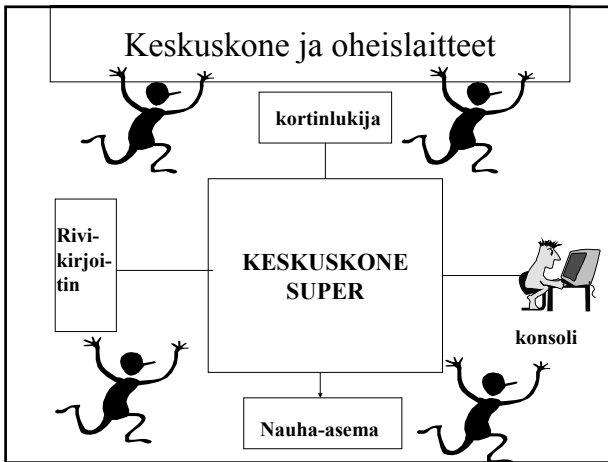 Keskuskone ja oheislaitteet
kortinlukija
Rivi-
kirjoi-
tin
KESKUSKONE
SUPER
konsoli
Nauha-asema